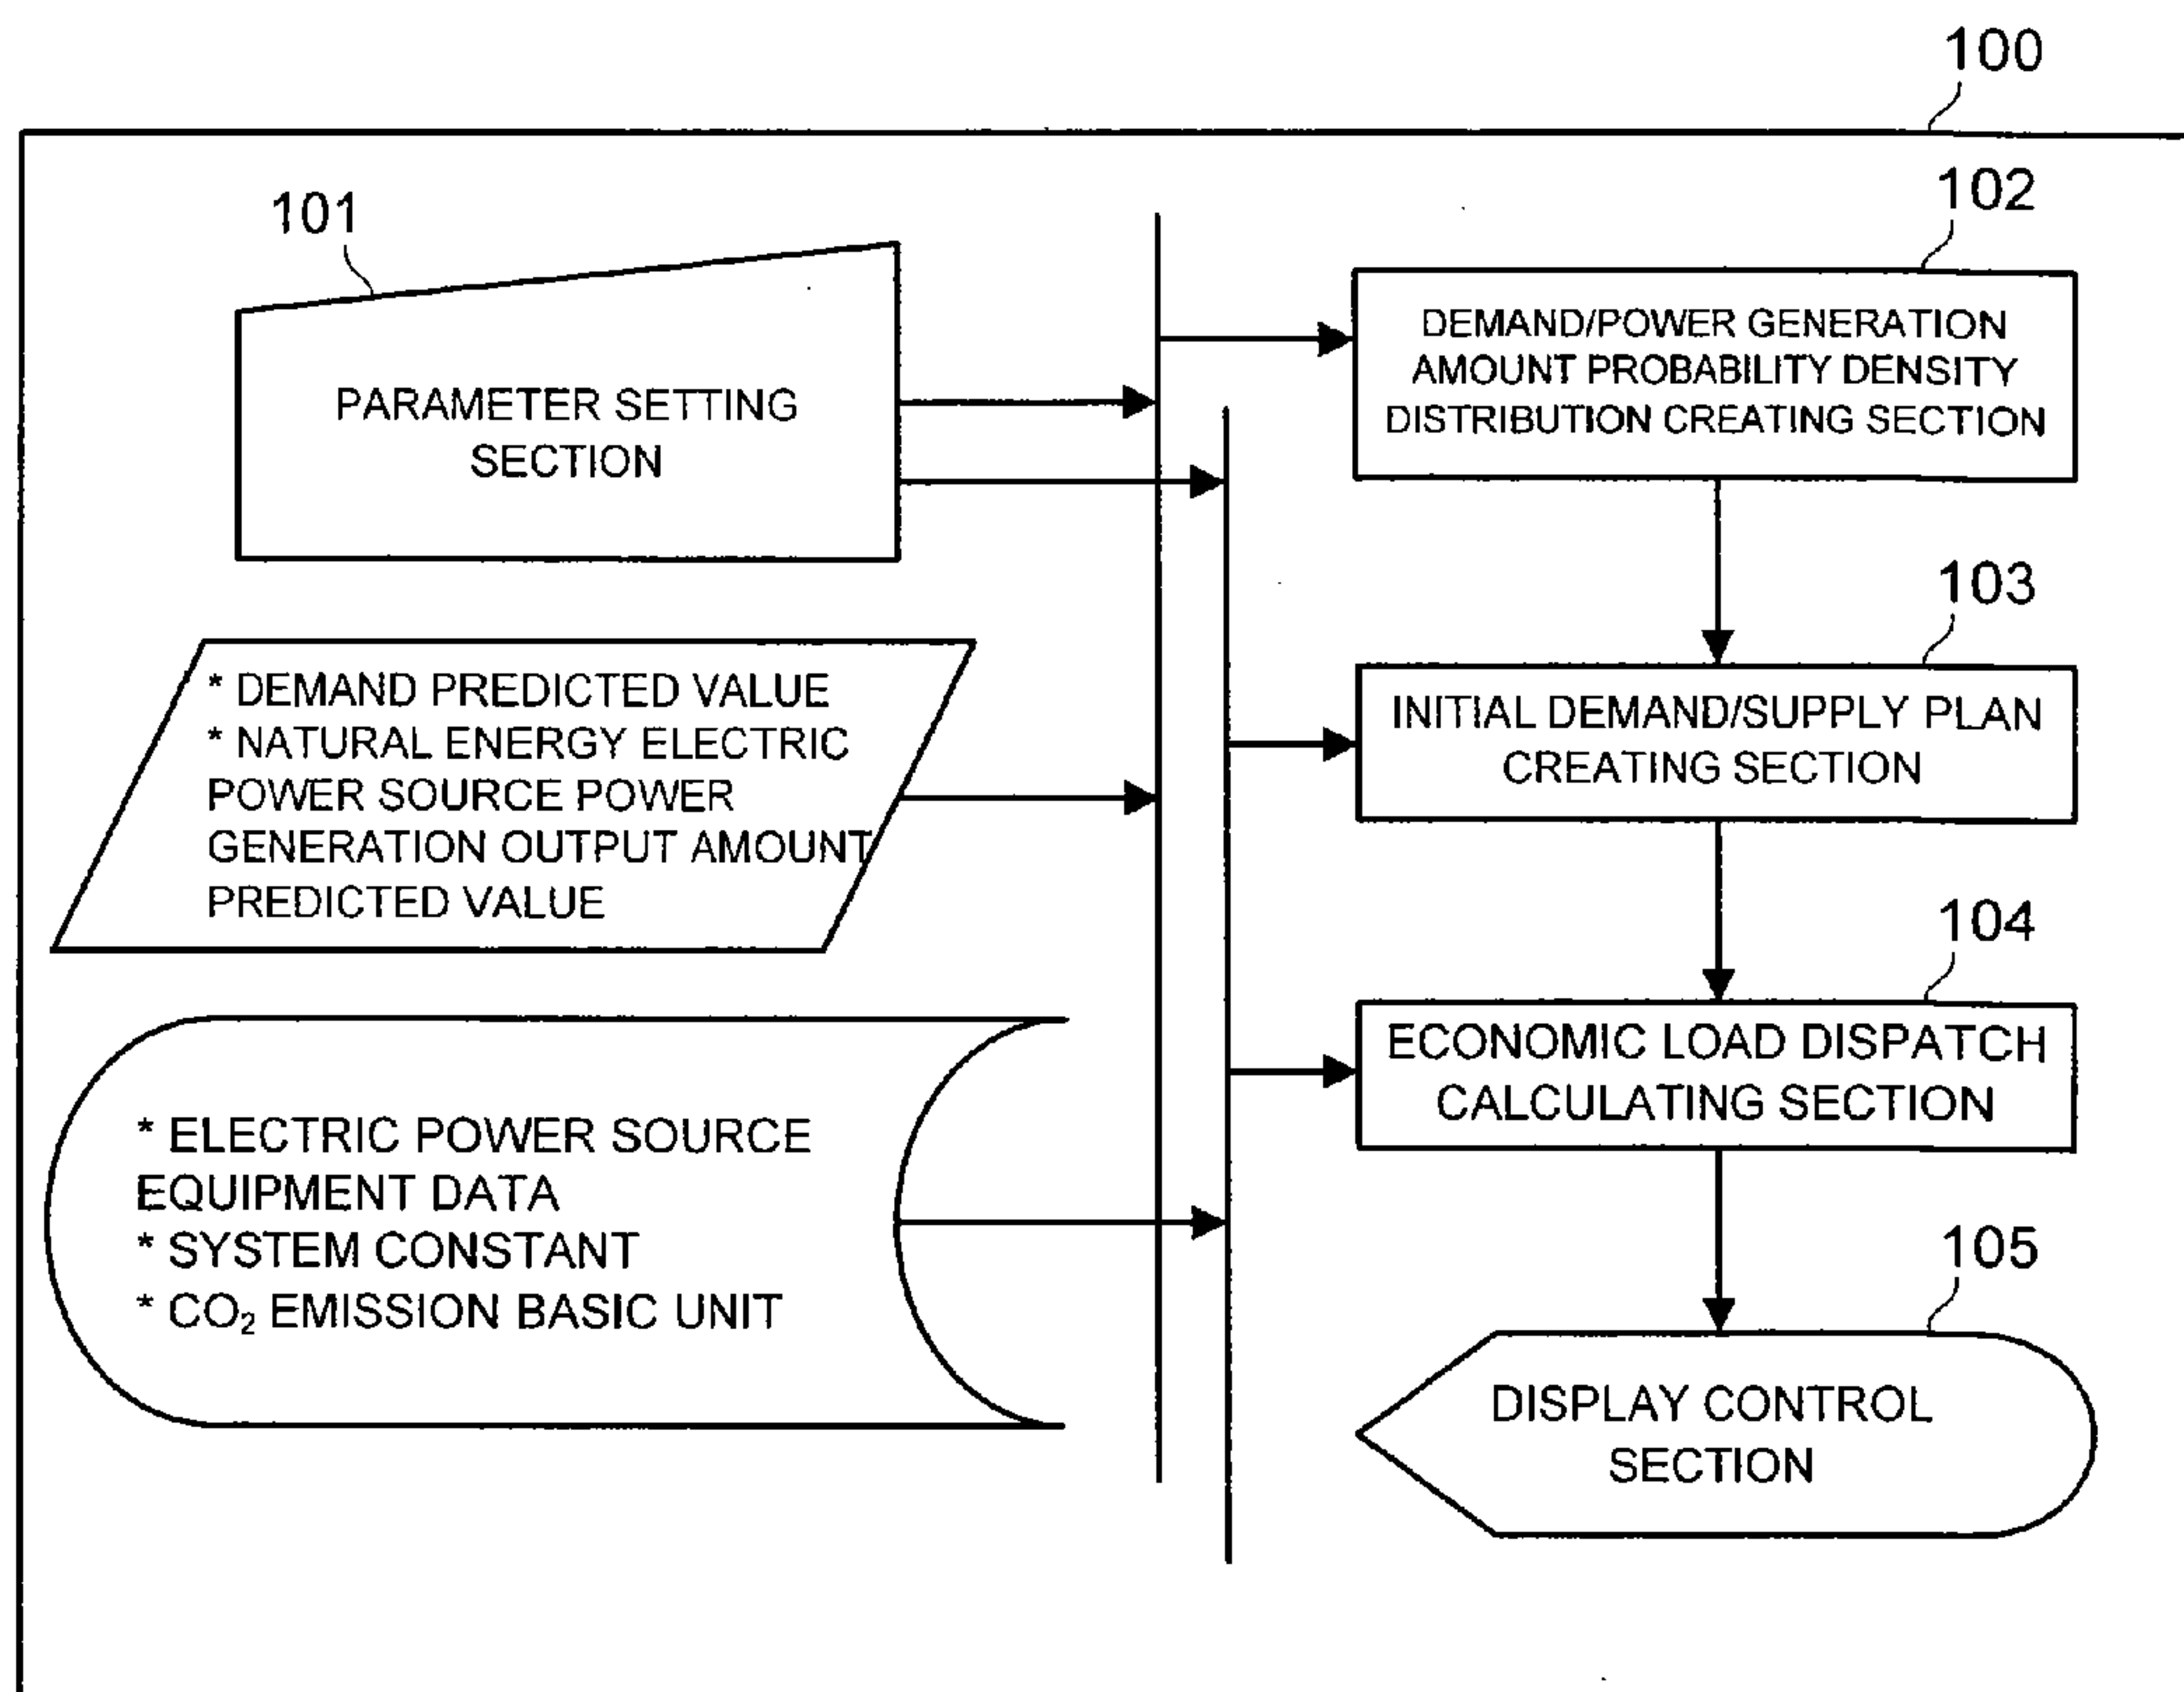 100
101
PARAMETER SETTING
SECTION
* DEMAND PREDICTED VALUE
* NATURAL ENERGY ELECTRIC
POWER SOURCE POWER
GENERATION OUTPUT AMOUNT
PREDICTED VALUE
* ELECTRIC POWER SOURCE
EQUIPMENT DATA
* SYSTEM CONSTANT
* CO₂ EMISSION BASIC UNIT
102
DEMAND/POWER GENERATION
AMOUNT PROBABILITY DENSITY
DISTRIBUTION CREATING SECTION
103
INITIAL DEMAND/SUPPLY PLAN
CREATING SECTION
104
ECONOMIC LOAD DISPATCH
CALCULATING SECTION
105
DISPLAY CONTROL
SECTION